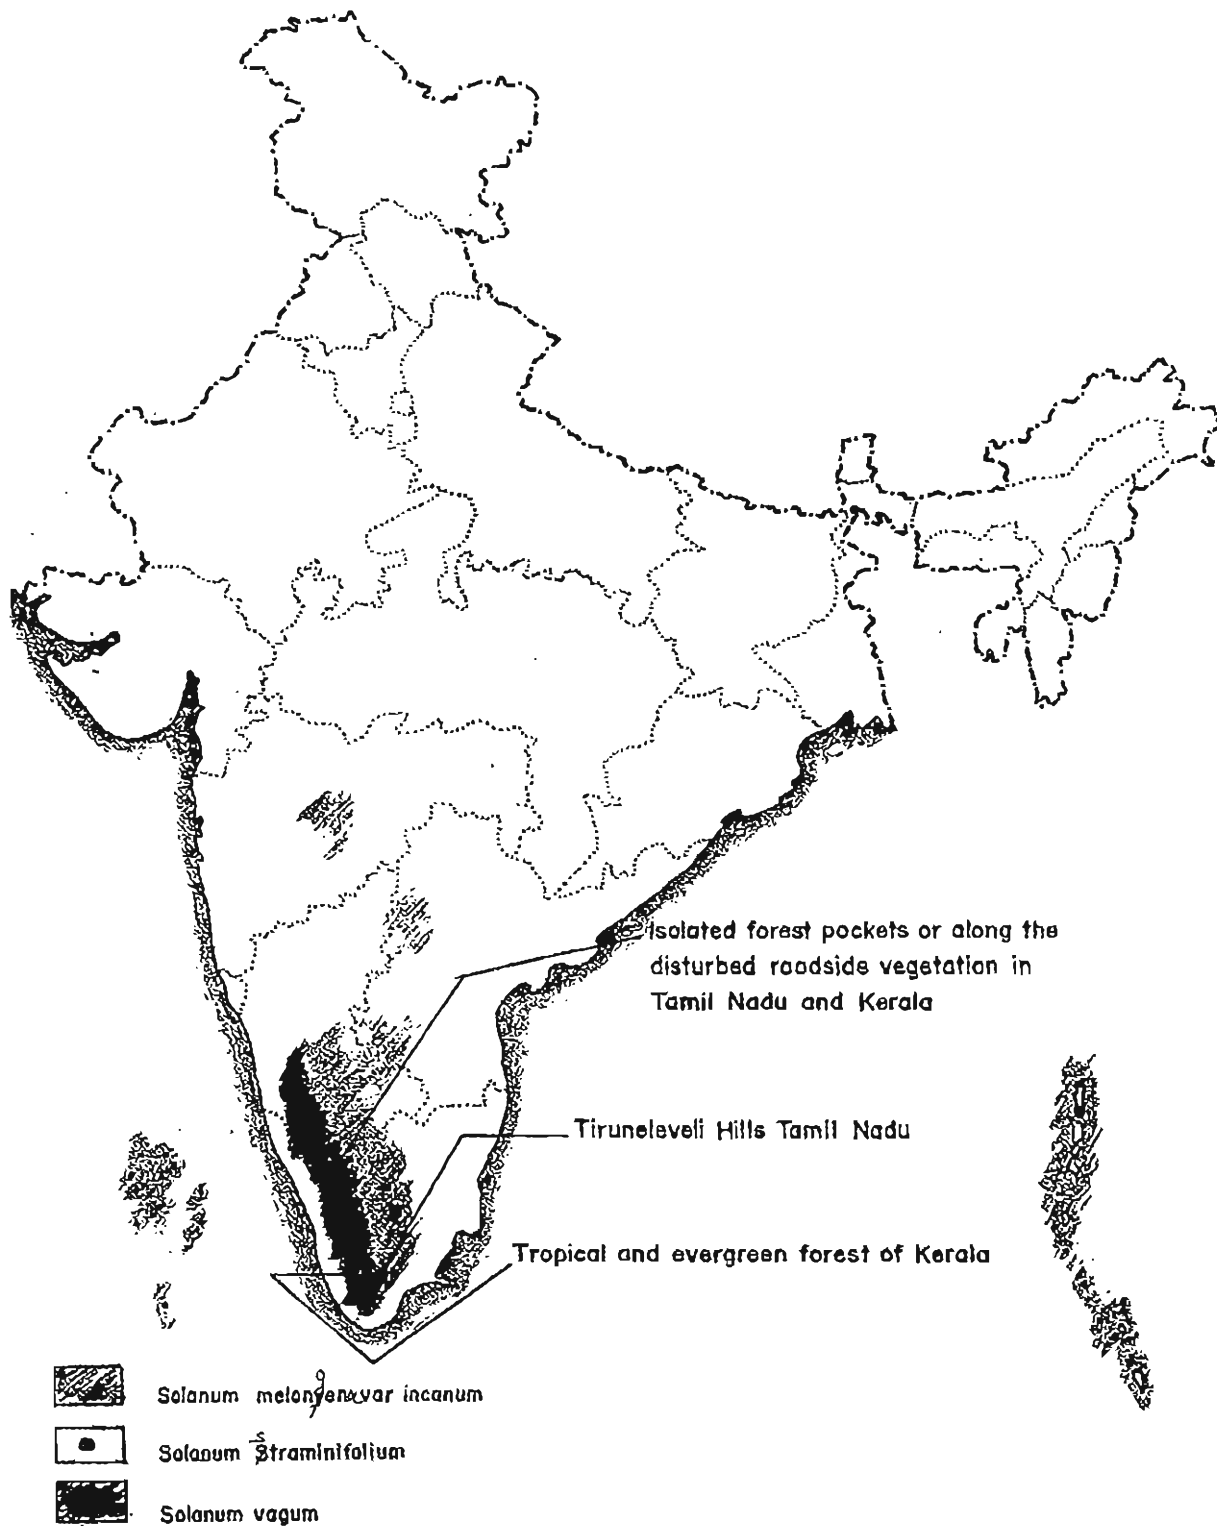 Isolated forest pockets or along the
disturbed roadside vegetation in
Tamil Nadu and Kerala
Tiruneleveli Hills Tamil Nadu
Tropical and evergreen forest of Kerala
Solanum melongena var incanum
Solanum straminifolium
Solanum vagum